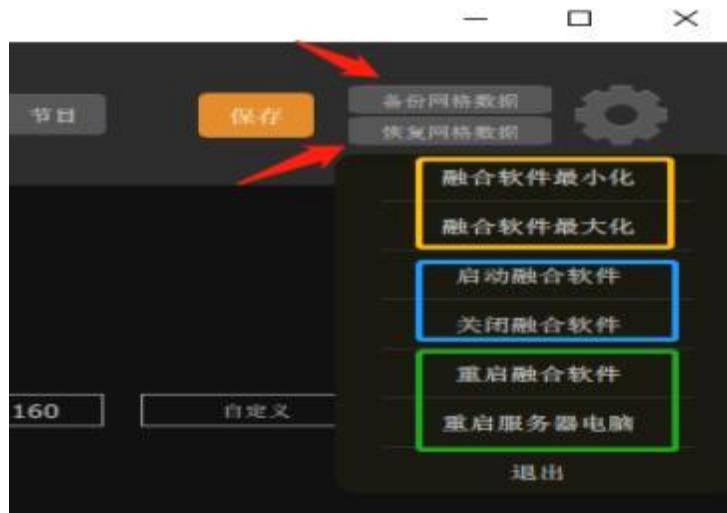 节目
保存
备份网格数据
恢复网格数据
融合软件最小化
融合软件最大化
启动融合软件
关闭融合软件
重启融合软件
160
自定义
重启服务器电脑
退出